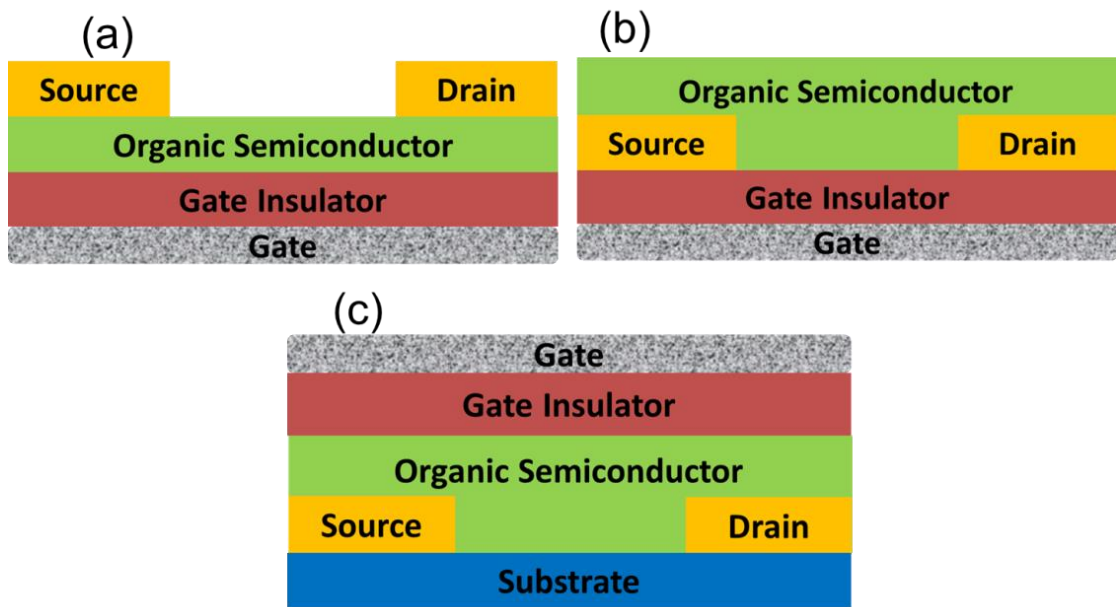 (a)
Source Drain
Organic Semiconductor
Gate Insulator
Gate
(b)
Organic Semiconductor
Source Drain
Gate Insulator
Gate
(c)
Gate
Gate Insulator
Organic Semiconductor
Source Drain
Substrate